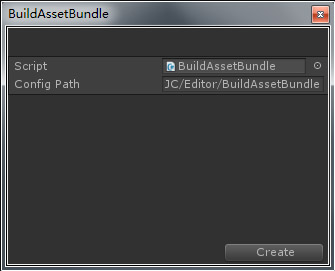 BuildAssetBundle
Script BuildAssetBundle
Config Path JC/Editor/BuildAssetBundle
Create